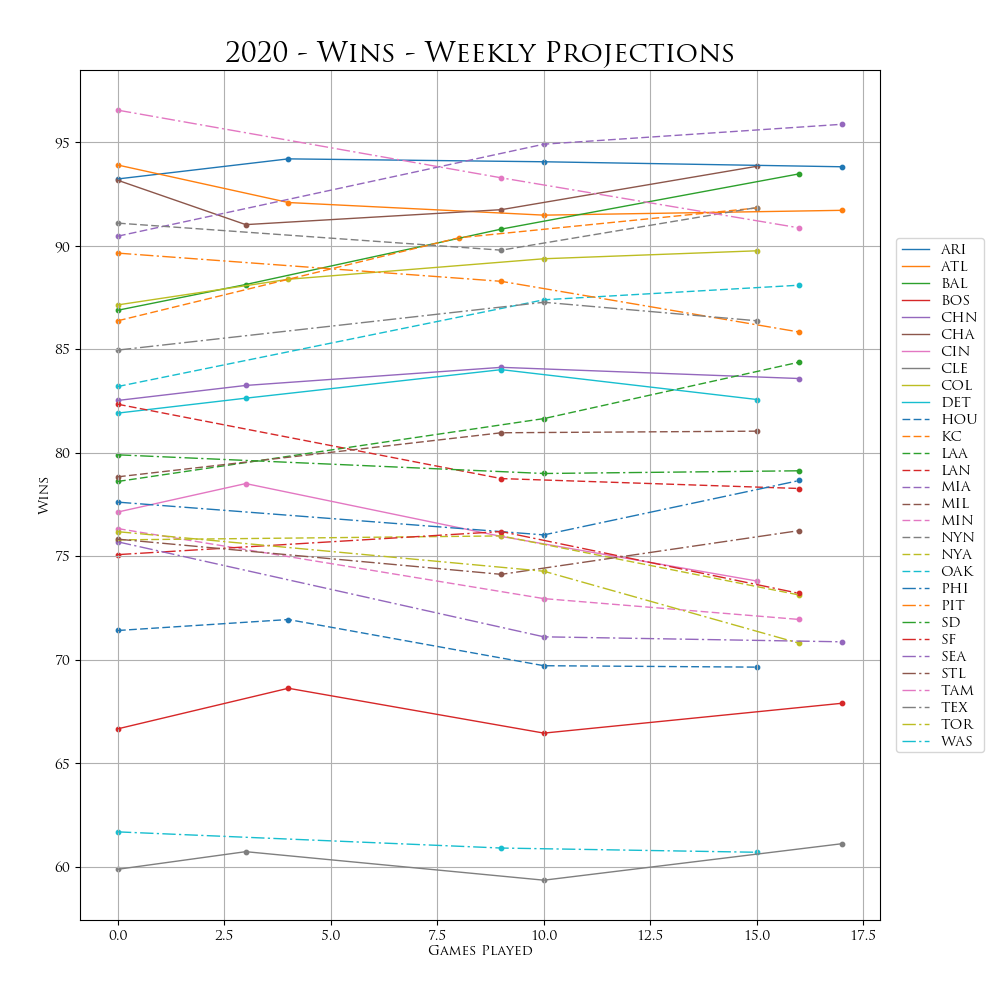 2020 - Wins - Weekly Projections
95
90
85
80
75
70
65
60
Wins
0.0 2.5 5.0 7.5 10.0 12.5 15.0 17.5
Games Played
ARI
ATL
BAL
BOS
CHN
CHA
CIN
CLE
COL
DET
HOU
KC
LAA
LAN
MIA
MIL
MIN
NYN
NYA
OAK
PHI
PIT
SD
SF
SEA
STL
TAM
TEX
TOR
WAS